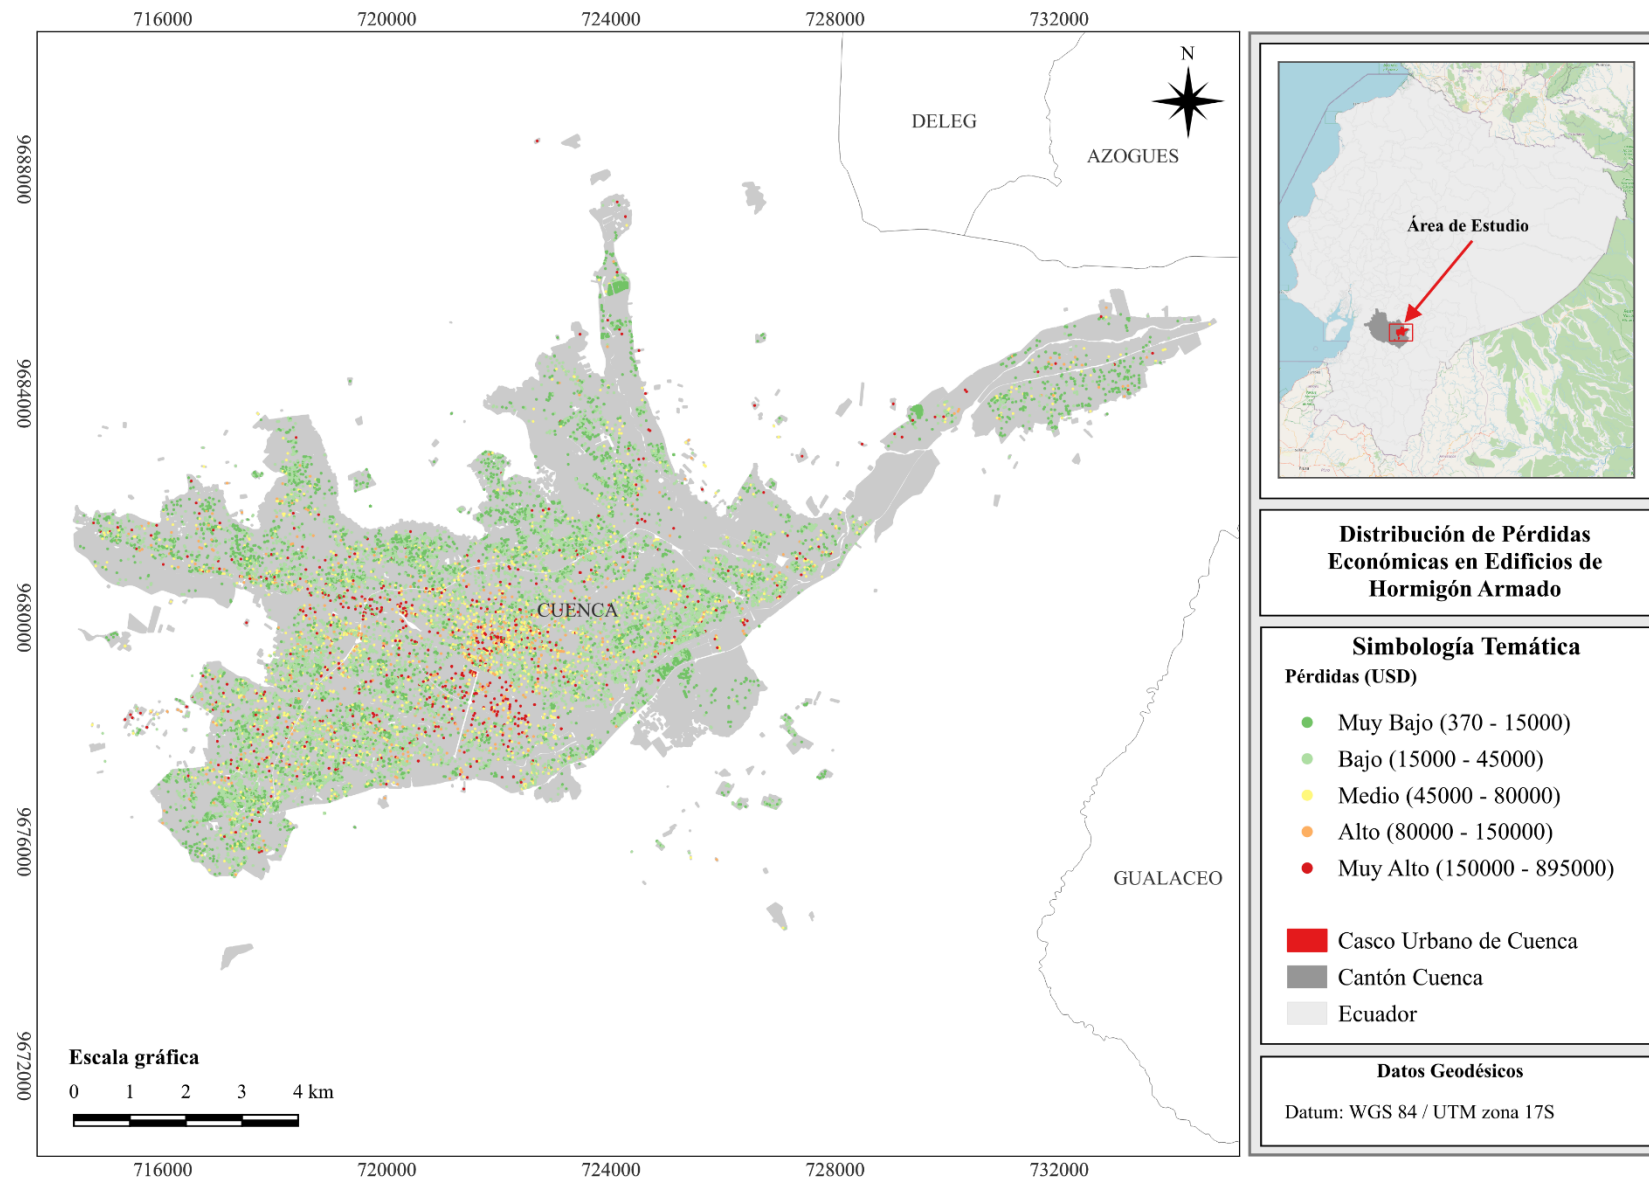 716000
720000
724000
728000
732000
9688000
9684000
9680000
9676000
9672000
N
DELEG
AZOGUES
CUENCA
GUALACEO
Escala gráfica
0 1 2 3 4 km
716000
720000
724000
728000
732000
Área de Estudio
Distribución de Pérdidas
Económicas en Edificios de
Hormigón Armado
Simbología Temática
Pérdidas (USD)
Muy Bajo (370 - 15000)
Bajo (15000 - 45000)
Medio (45000 - 80000)
Alto (80000 - 150000)
Muy Alto (150000 - 895000)
Casco Urbano de Cuenca
Cantón Cuenca
Ecuador
Datos Geodésicos
Datum: WGS 84 / UTM zona 17S